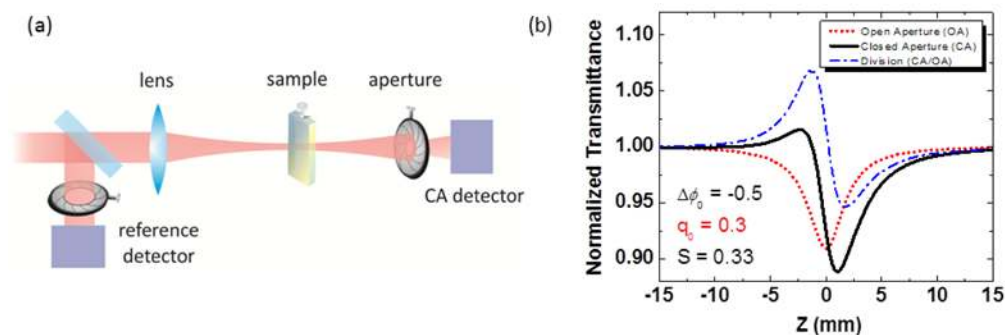 (a)
lens
sample
aperture
CA detector
reference
detector
(b)
Normalized Transmittance
1.10
1.05
1.00
0.95
0.90
Open Aperture (OA)
Closed Aperture (CA)
Division (CA/OA)
Δϕ₀ = -0.5
q₀ = 0.3
S = 0.33
-15 -10 -5 0 5 10 15
Z (mm)